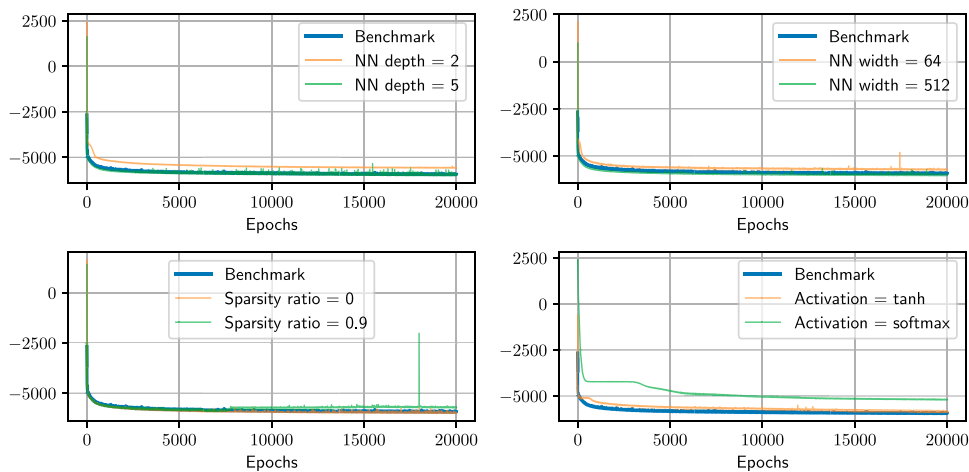 2500
0
−2500
−5000
Benchmark
NN depth = 2
NN depth = 5
0 5000 10000 15000 20000
Epochs
2500
0
−2500
−5000
Benchmark
NN width = 64
NN width = 512
0 5000 10000 15000 20000
Epochs
0
−2500
−5000
Benchmark
Sparsity ratio = 0
Sparsity ratio = 0.9
0 5000 10000 15000 20000
Epochs
2500
0
−2500
−5000
Benchmark
Activation = tanh
Activation = softmax
0 5000 10000 15000 20000
Epochs